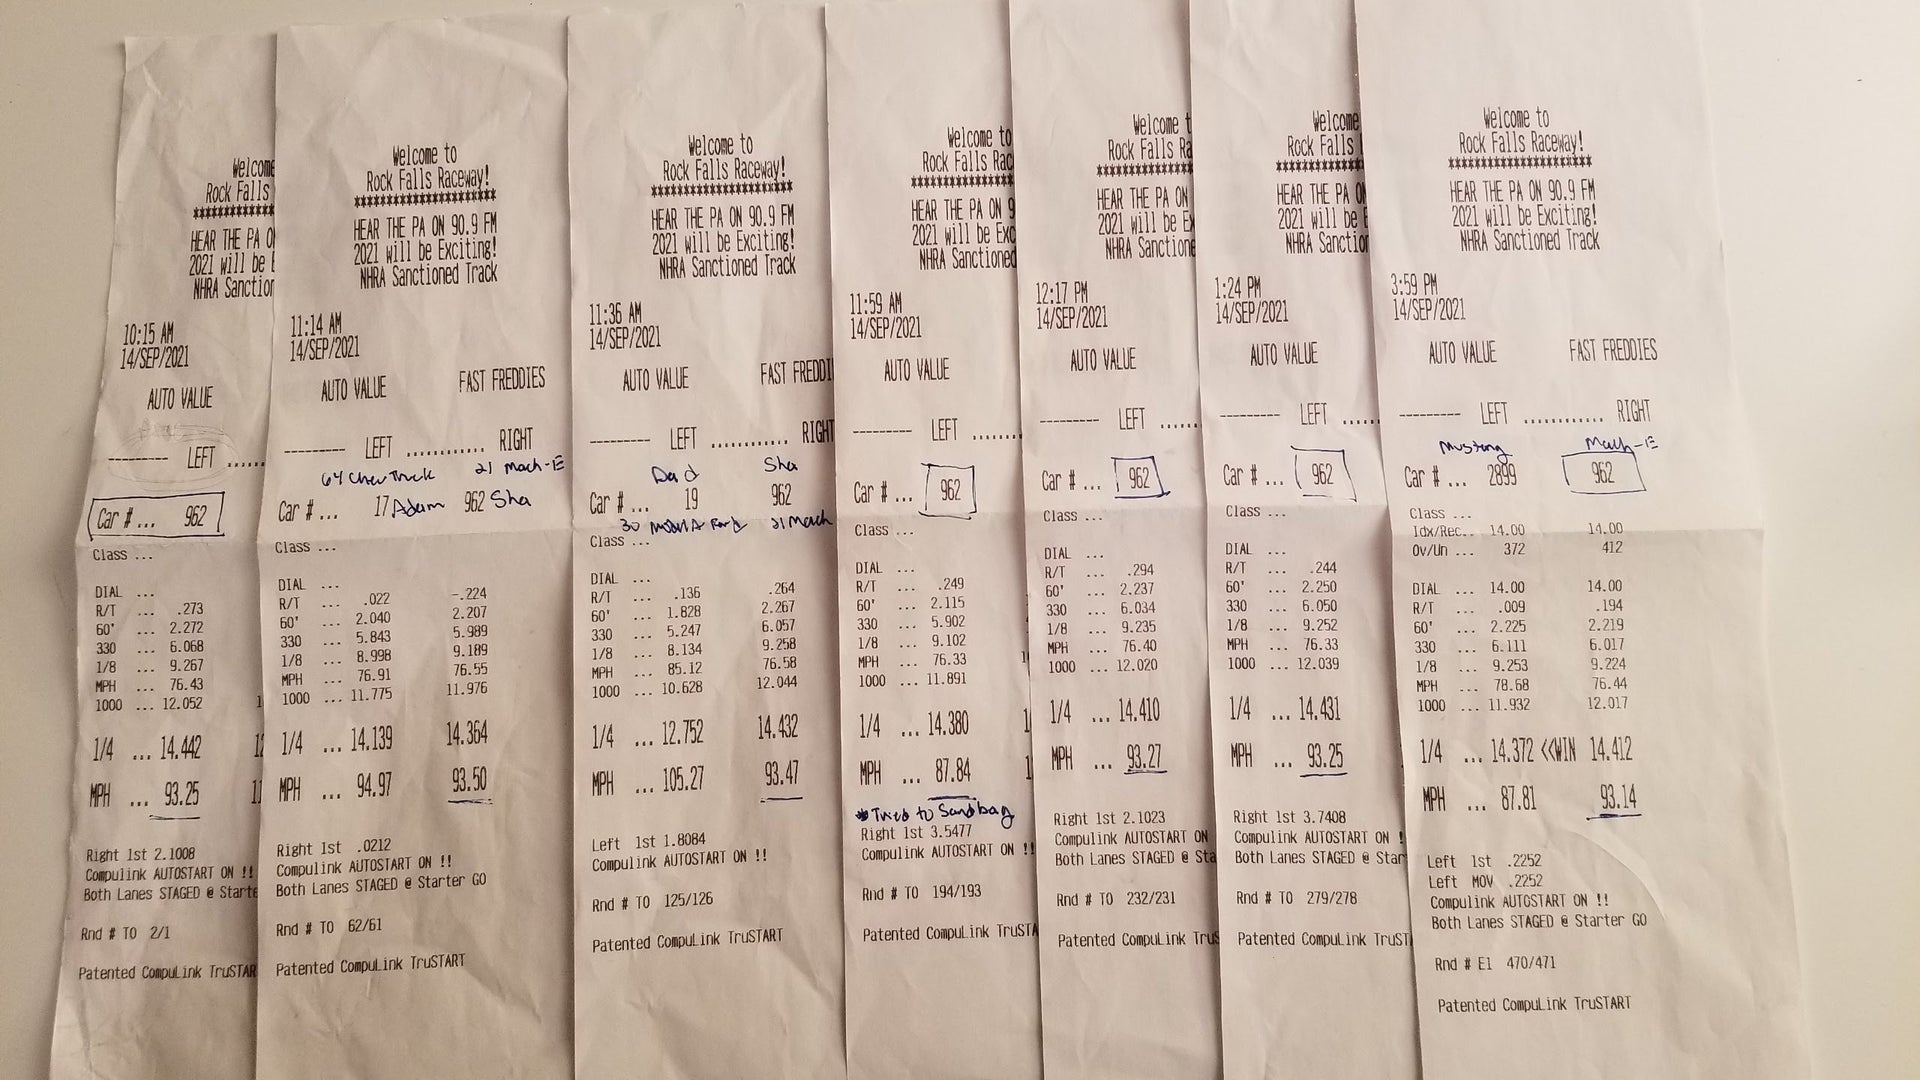 Welcome
Rock Falls
*****************
HEAR THE PA O
2021 will be E
NHRA Sanction
10:15 AM
14/SEP/2021
AUTO VALUE
--------- LEFT ......
Car # ... 962
Class ...
DIAL ...
R/T ... .273
60' ... 2.272
330 ... 6.068
1/8 ... 9.267
MPH ... 76.43
1000 ... 12.052
1/4 ... 14.442
MPH ... 93.25
Right 1st 2.1008
Compulink AUTOSTART ON !!
Both Lanes STAGED @ Starte
Rnd # TO 2/1
Patented CompuLink TruSTAR
Welcome to
Rock Falls Raceway!
********************
HEAR THE PA ON 90.9 FM
2021 will be Exciting!
NHRA Sanctioned Track
11:14 AM
14/SEP/2021
AUTO VALUE FAST FREDDIES
--------- LEFT ............ RIGHT
64 Chev Truck 21 Mach-E
Car # ... 17 Adam 962 Sha
Class ...
DIAL ...
R/T ... .022 -.224
60' ... 2.040 2.207
330 ... 5.843 5.989
1/8 ... 8.998 9.189
MPH ... 76.91 76.55
1000 ... 11.775 11.976
1/4 ... 14.139 14.364
MPH ... 94.97 93.50
Right 1st .0212
Compulink AUTOSTART ON !!
Both Lanes STAGED @ Starter GO
Rnd # TO 62/61
Patented CompuLink TruSTART
Welcome to
Rock Falls Raceway!
********************
HEAR THE PA ON 90.9 FM
2021 will be Exciting!
NHRA Sanctioned Track
11:36 AM
14/SEP/2021
AUTO VALUE FAST FREDDI
--------- LEFT ............ RIGHT
Dad Sha
Car # ... 19 962
30 Model A Ford 21 Mach
Class ...
DIAL ...
R/T ... .136 .264
60' ... 1.828 2.267
330 ... 5.247 6.057
1/8 ... 8.134 9.258
MPH ... 85.12 76.58
1000 ... 10.628 12.044
1/4 ... 12.752 14.432
MPH ... 105.27 93.47
Left 1st 1.8084
Compulink AUTOSTART ON !!
Rnd # TO 125/126
Patented CompuLink TruSTART
Welcome to
Rock Falls Rac
***************
HEAR THE PA ON 9
2021 will be Exc
NHRA Sanctioned
11:59 AM
14/SEP/2021
AUTO VALUE
--------- LEFT .......
Car # ... 962
Class ...
DIAL ...
R/T ... .249
60' ... 2.115
330 ... 5.902
1/8 ... 9.102
MPH ... 76.33
1000 ... 11.891
1/4 ... 14.380
MPH ... 87.84
*Tried to Sandbag
Right 1st 3.5477
Compulink AUTOSTART ON !!
Rnd # TO 194/193
Patented CompuLink TruSTA
Welcome t
Rock Falls Ra
**************
HEAR THE PA ON
2021 will be Ex
NHRA Sanctione
12:17 PM
14/SEP/2021
AUTO VALUE
--------- LEFT ......
Car # ... 962
Class ...
DIAL ...
R/T ... .294
60' ... 2.237
330 ... 6.034
1/8 ... 9.235
MPH ... 76.40
1000 ... 12.020
1/4 ... 14.410
MPH ... 93.27
Right 1st 2.1023
Compulink AUTOSTART ON
Both Lanes STAGED @ Sta
Rnd # TO 232/231
Patented CompuLink TruS
Welcome
Rock Falls
*************
HEAR THE PA O
2021 will be E
NHRA Sanctio
1:24 PM
14/SEP/2021
AUTO VALUE
--------- LEFT .....
Car # ... 962
Class ...
DIAL ...
R/T ... .244
60' ... 2.250
330 ... 6.050
1/8 ... 9.252
MPH ... 76.33
1000 ... 12.039
1/4 ... 14.431
MPH ... 93.25
Right 1st 3.7408
Compulink AUTOSTART ON !
Both Lanes STAGED @ Star
Rnd # TO 279/278
Patented CompuLink TruST
Welcome to
Rock Falls Raceway!
********************
HEAR THE PA ON 90.9 FM
2021 will be Exciting!
NHRA Sanctioned Track
3:59 PM
14/SEP/2021
AUTO VALUE FAST FREDDIES
--------- LEFT ............ RIGHT
Mustang Mach-E
Car # ... 2899 962
Class ...
Idx/Rec.. 14.00 14.00
Ov/Un ... 372 412
DIAL ... 14.00 14.00
R/T ... .009 .194
60' ... 2.225 2.219
330 ... 6.111 6.017
1/8 ... 9.253 9.224
MPH ... 78.68 76.44
1000 ... 11.932 12.017
1/4 ... 14.372 <<WIN 14.412
MPH ... 87.81 93.14
Left 1st .2252
Left MOV .2252
Compulink AUTOSTART ON !!
Both Lanes STAGED @ Starter GO
Rnd # E1 470/471
Patented CompuLink TruSTART